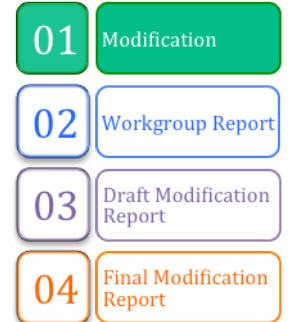 01 Modification
02 Workgroup Report
03 Draft Modification
Report
04 Final Modification
Report